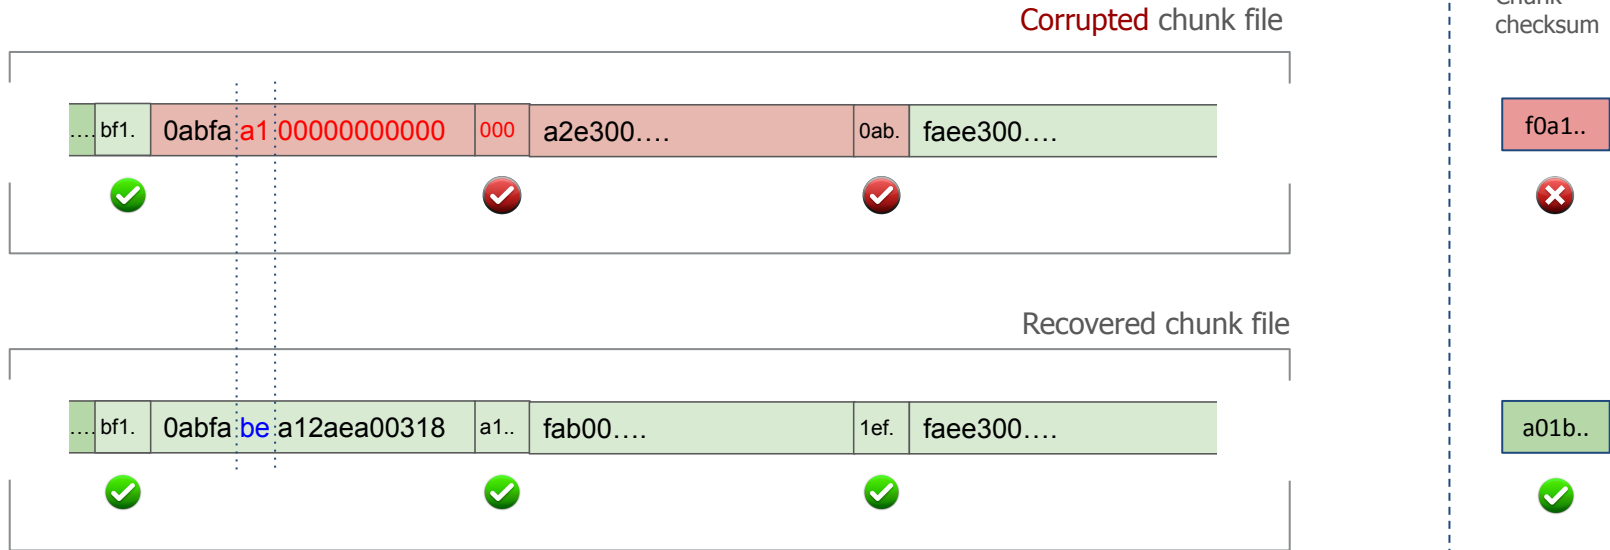 Chunk
checksum
Corrupted chunk file
.... bf1. 0abfa a1 00000000000 000 a2e300.... 0ab. faee300....
f0a1..
Recovered chunk file
.... bf1. 0abfa be a12aea00318 a1.. fab00.... 1ef. faee300....
a01b..